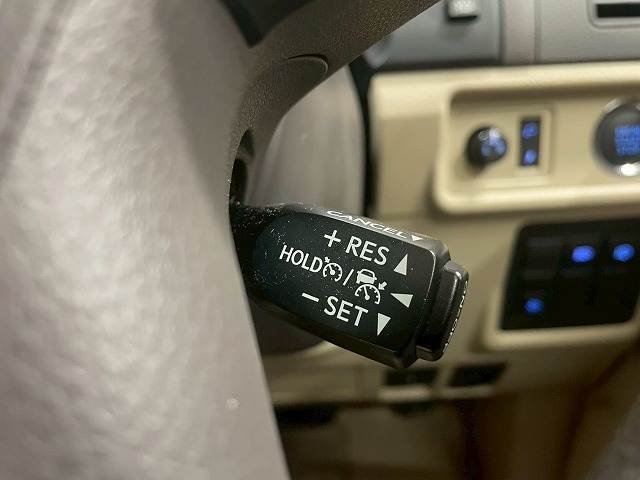 CANCEL
+ RES
HOLD /
− SET